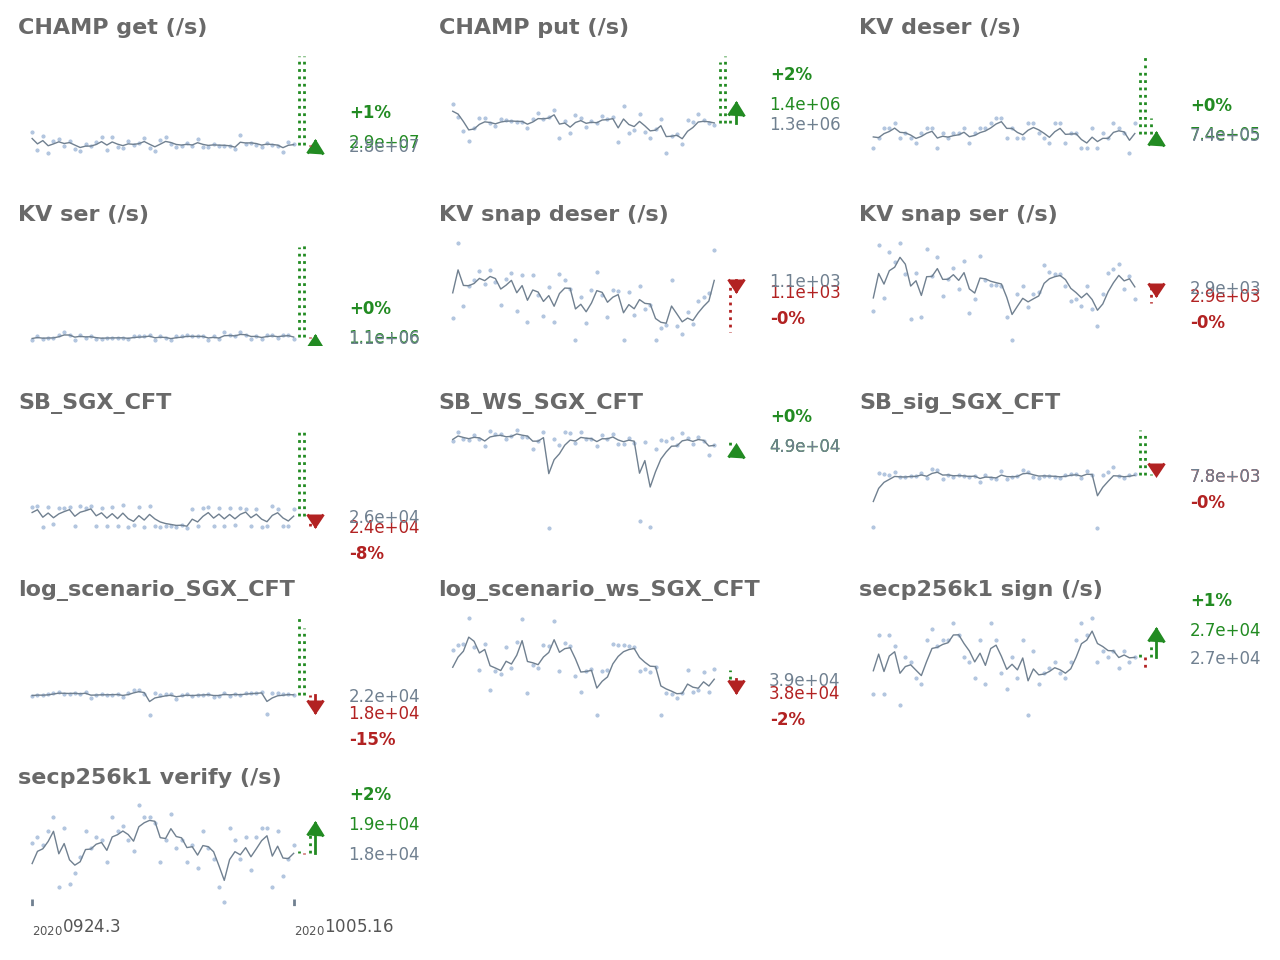 CHAMP get (/s)
+1%
2.9e+07
2.8e+07
CHAMP put (/s)
+2%
1.4e+06
1.3e+06
KV deser (/s)
+0%
7.4e+05
KV ser (/s)
+0%
1.1e+06
KV snap deser (/s)
1.1e+03
1.1e+03
-0%
KV snap ser (/s)
2.9e+03
2.9e+03
-0%
SB_SGX_CFT
2.6e+04
2.4e+04
-8%
SB_WS_SGX_CFT
+0%
4.9e+04
SB_sig_SGX_CFT
7.8e+03
-0%
log_scenario_SGX_CFT
2.2e+04
1.8e+04
-15%
log_scenario_ws_SGX_CFT
3.9e+04
3.8e+04
-2%
secp256k1 sign (/s)
+1%
2.7e+04
2.7e+04
secp256k1 verify (/s)
+2%
1.9e+04
1.8e+04
20200924.3
20201005.16